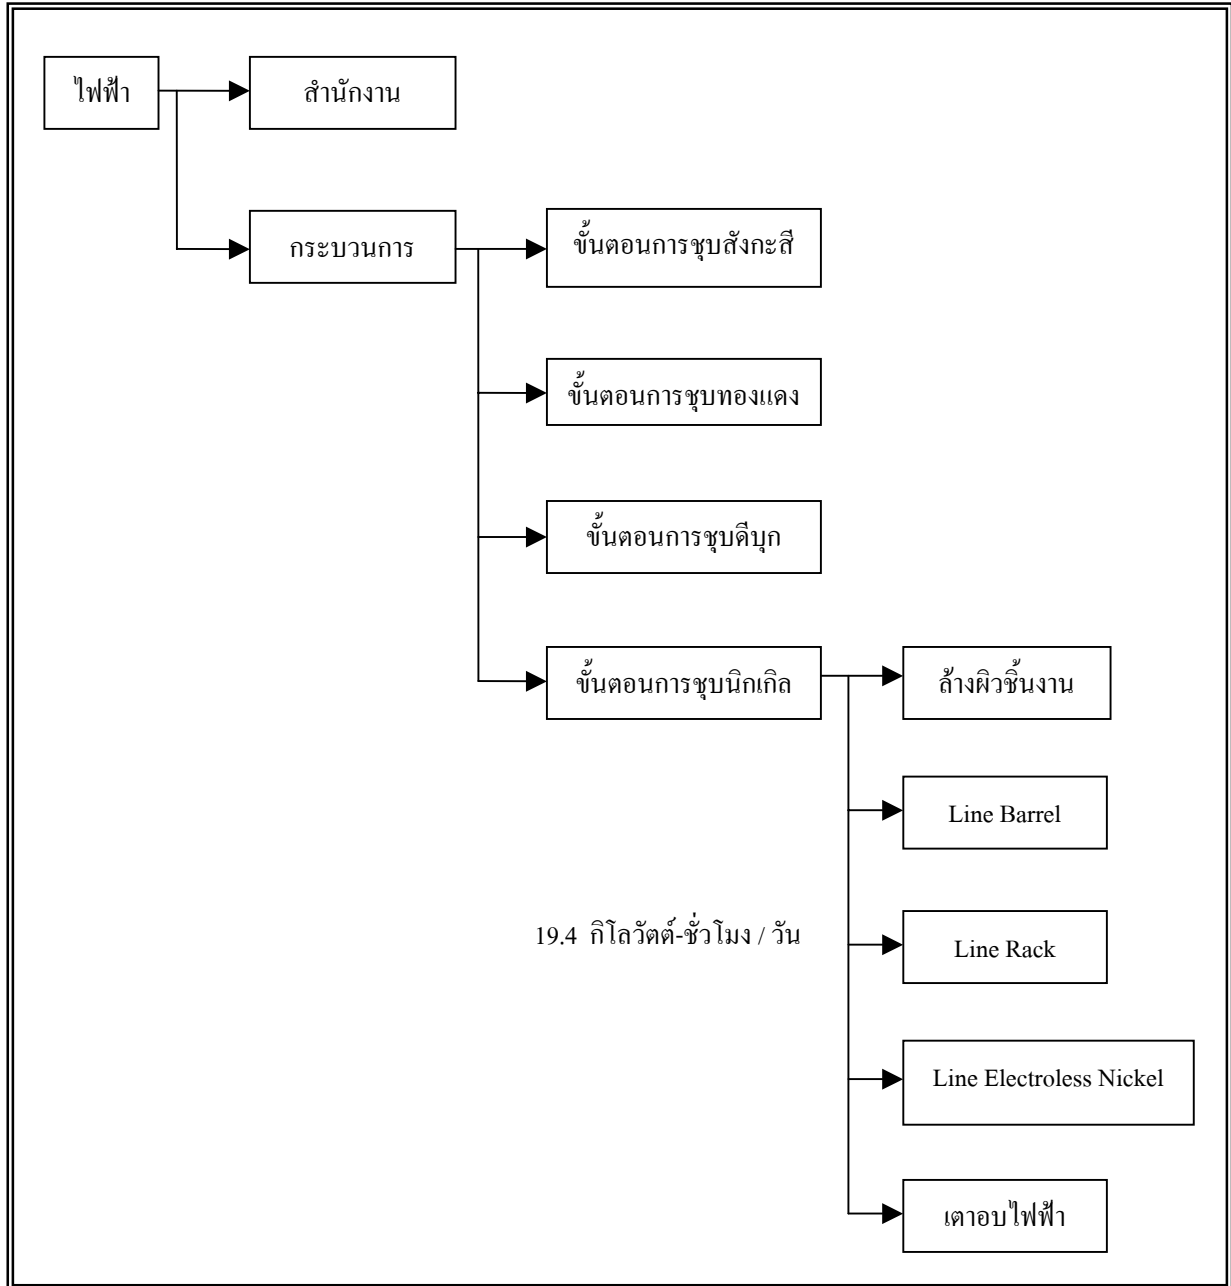 ไฟฟ้า
สำนักงาน
กระบวนการ
ขั้นตอนการชุบสังกะสี
ขั้นตอนการชุบทองแดง
ขั้นตอนการชุบดีบุก
ขั้นตอนการชุบนิกเกิล
ล้างผิวชิ้นงาน
Line Barrel
19.4 กิโลวัตต์-ชั่วโมง / วัน
Line Rack
Line Electroless Nickel
เตาอบไฟฟ้า